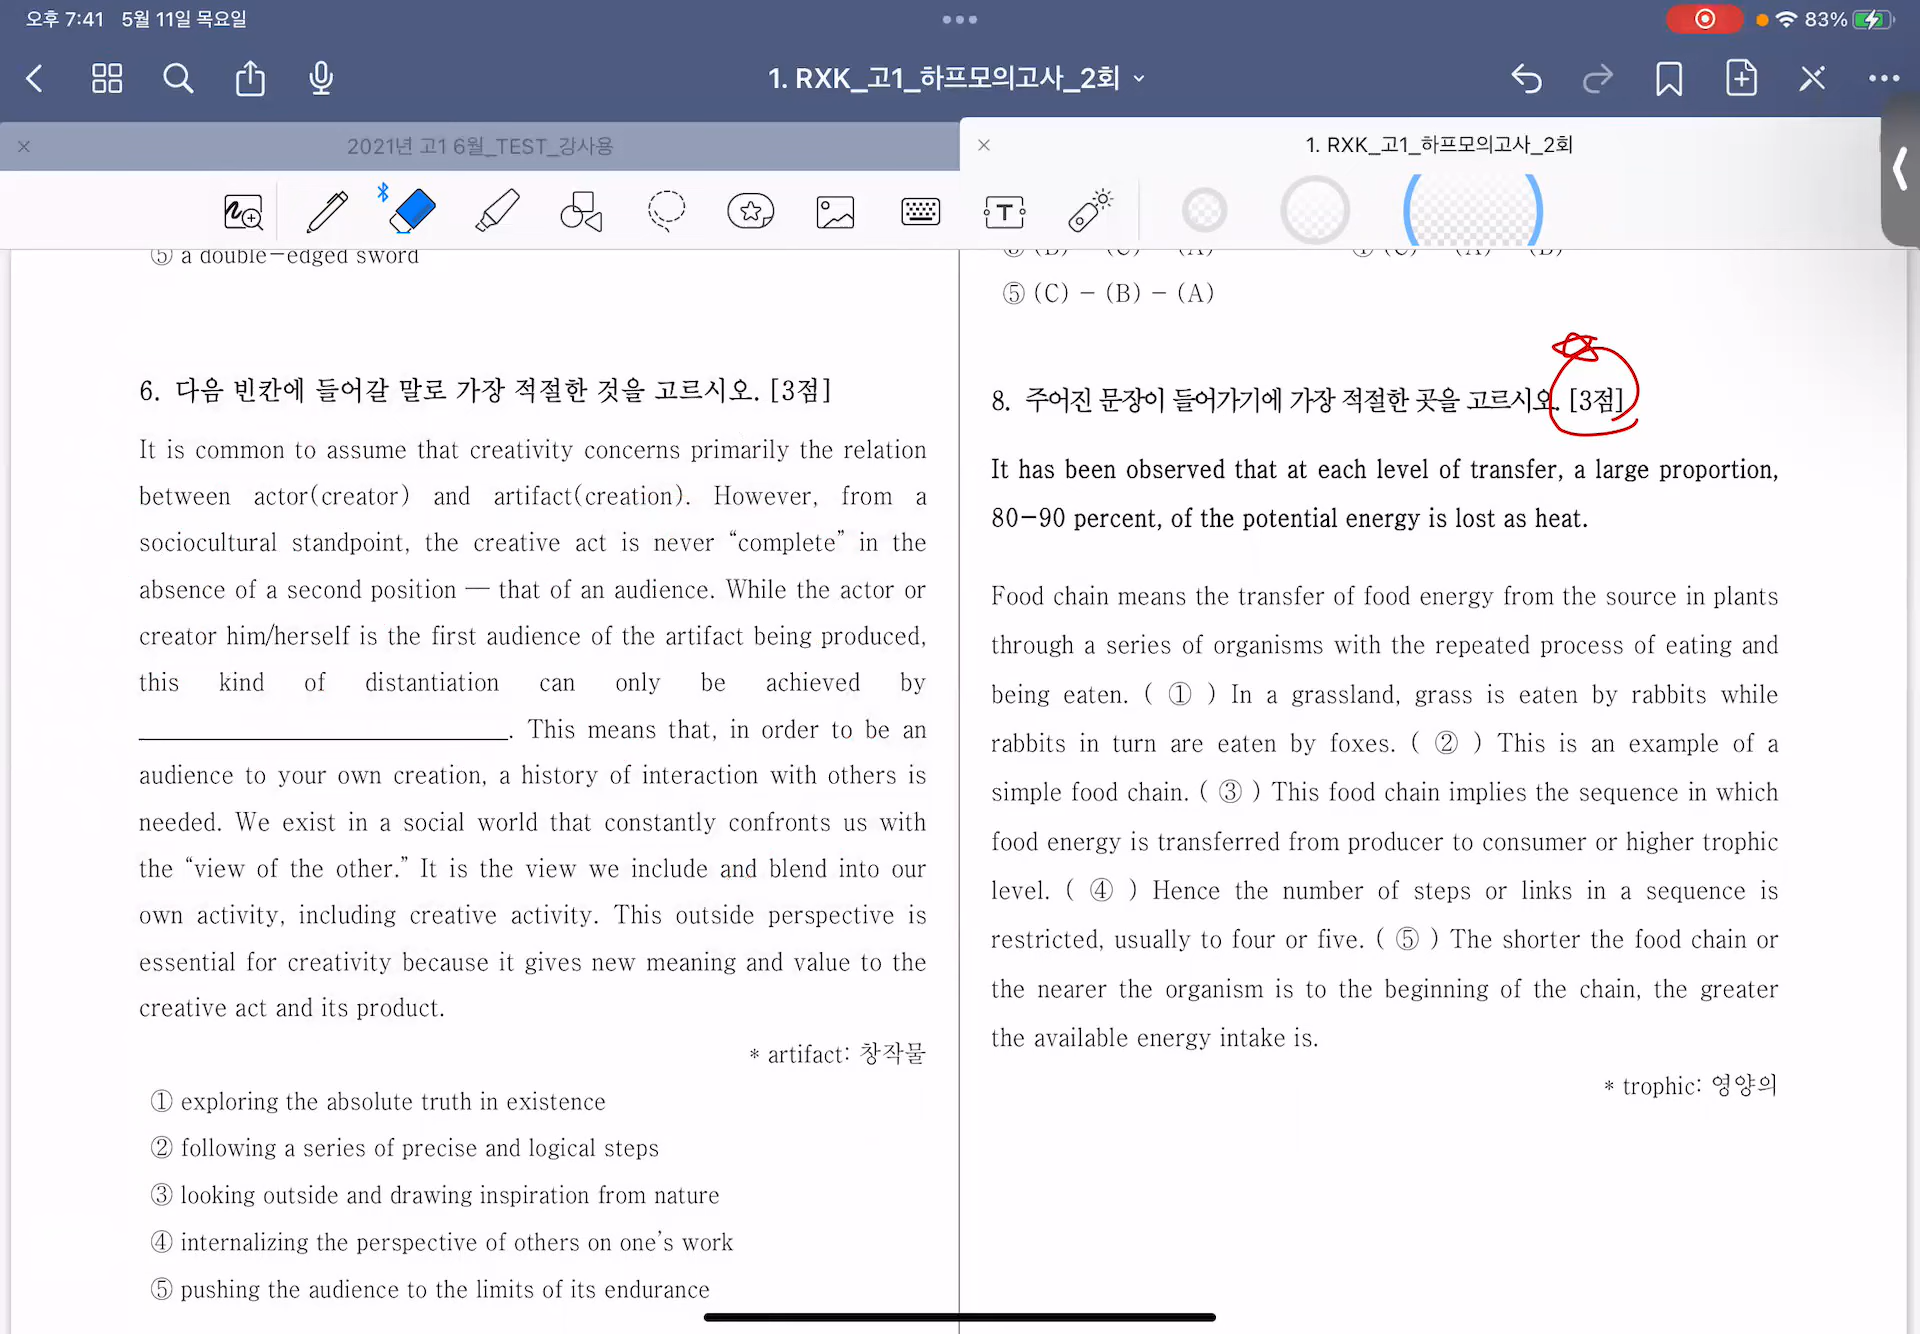 오후 7:41 5월 11일 목요일
83%
1. RXK_고1_하프모의고사_2회
2021년 고1 6월_TEST_강사용
1. RXK_고1_하프모의고사_2회
⑤ a double-edged sword
6. 다음 빈칸에 들어갈 말로 가장 적절한 것을 고르시오. [3점]
It is common to assume that creativity concerns primarily the relation
between actor(creator) and artifact(creation). However, from a
sociocultural standpoint, the creative act is never “complete” in the
absense of a second position — that of an audience. While the actor or
creator him/herself is the first audience of the artifact being produced,
this kind of distantiation can only be achieved by
. This means that, in order to be an
audience to your own creation, a history of interaction with others is
needed. We exist in a social world that constantly confronts us with
the “view of the other.” It is the view we include and blend into our
own activity, including creative activity. This outside perspective is
essential for creativity because it gives new meaning and value to the
creative act and its product.
* artifact: 창작물
① exploring the absolute truth in existence
② following a series of precise and logical steps
③ looking outside and drawing inspiration from nature
④ internalizing the perspective of others on one's work
⑤ pushing the audience to the limits of its endurance
③ (B) - (C) - (A) ④ (C) - (A) - (B)
⑤ (C) - (B) - (A)
8. 주어진 문장이 들어가기에 가장 적절한 곳을 고르시오. [3점]
It has been observed that at each level of transfer, a large proportion,
80-90 percent, of the potential energy is lost as heat.
Food chain means the transfer of food energy from the source in plants
through a series of organisms with the repeated process of eating and
being eaten. ( ① ) In a grassland, grass is eaten by rabbits while
rabbits in turn are eaten by foxes. ( ② ) This is an example of a
simple food chain. ( ③ ) This food chain implies the sequence in which
food energy is transferred from producer to consumer or higher trophic
level. ( ④ ) Hence the number of steps or links in a sequence is
restricted, usually to four or five. ( ⑤ ) The shorter the food chain or
the nearer the organism is to the beginning of the chain, the greater
the available energy intake is.
* trophic: 영양의